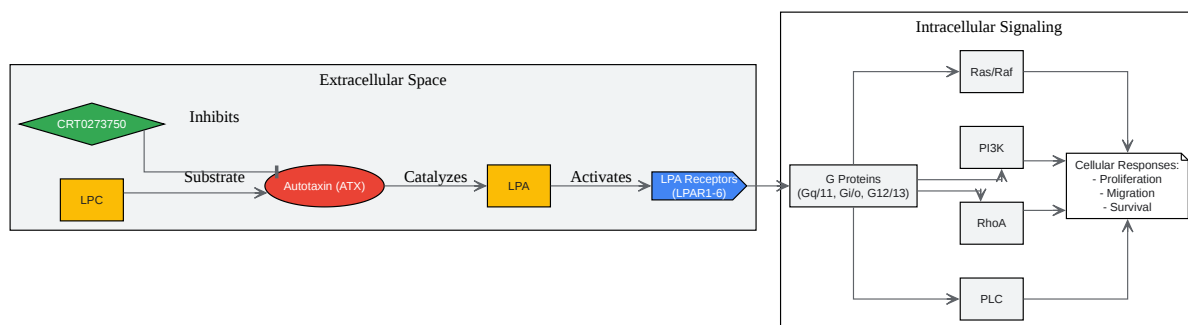 Intracellular Signaling
Extracellular Space
Ras/Raf
CRT0273750
Inhibits
PI3K
Cellular Responses:
- Proliferation
- Migration
- Survival
Substrate
Autotaxin (ATX)
Catalyzes
LPA
Activates
LPA Receptors
(LPAR1-6)
G Proteins
(Gq/11, Gi/o, G12/13)
LPC
RhoA
PLC